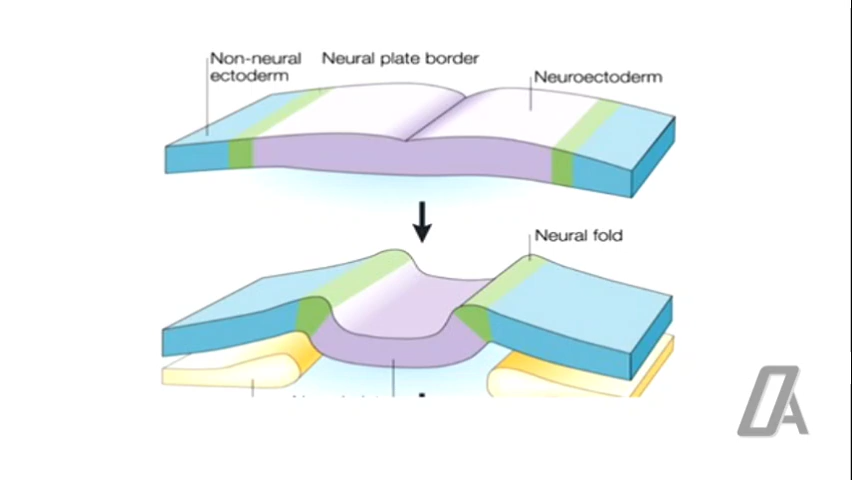 Non-neural
ectoderm
Neural plate border
Neuroectoderm
Neural fold